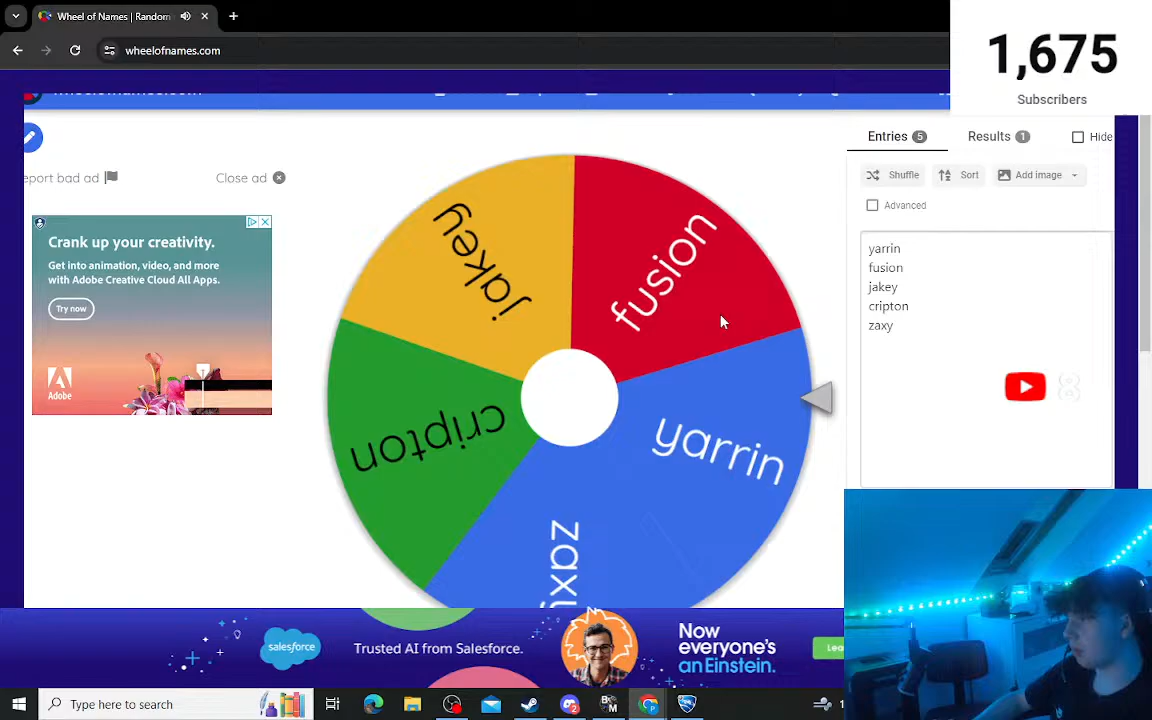 Wheel of Names | Random
wheelofnames.com
1,675
Subscribers
Entries 5
Results 1
Hide
eport bad ad
Close ad
Shuffle
Sort
Add image
Advanced
Crank up your creativity.
Get into animation, video, and more
with Adobe Creative Cloud All Apps.
Try now
Adobe
jakey
fusion
cripton
yarrin
zaxy
yarrin
fusion
jakey
cripton
zaxy
8
salesforce
Trusted AI from Salesforce.
Now
everyone's
an Einstein.
Type here to search